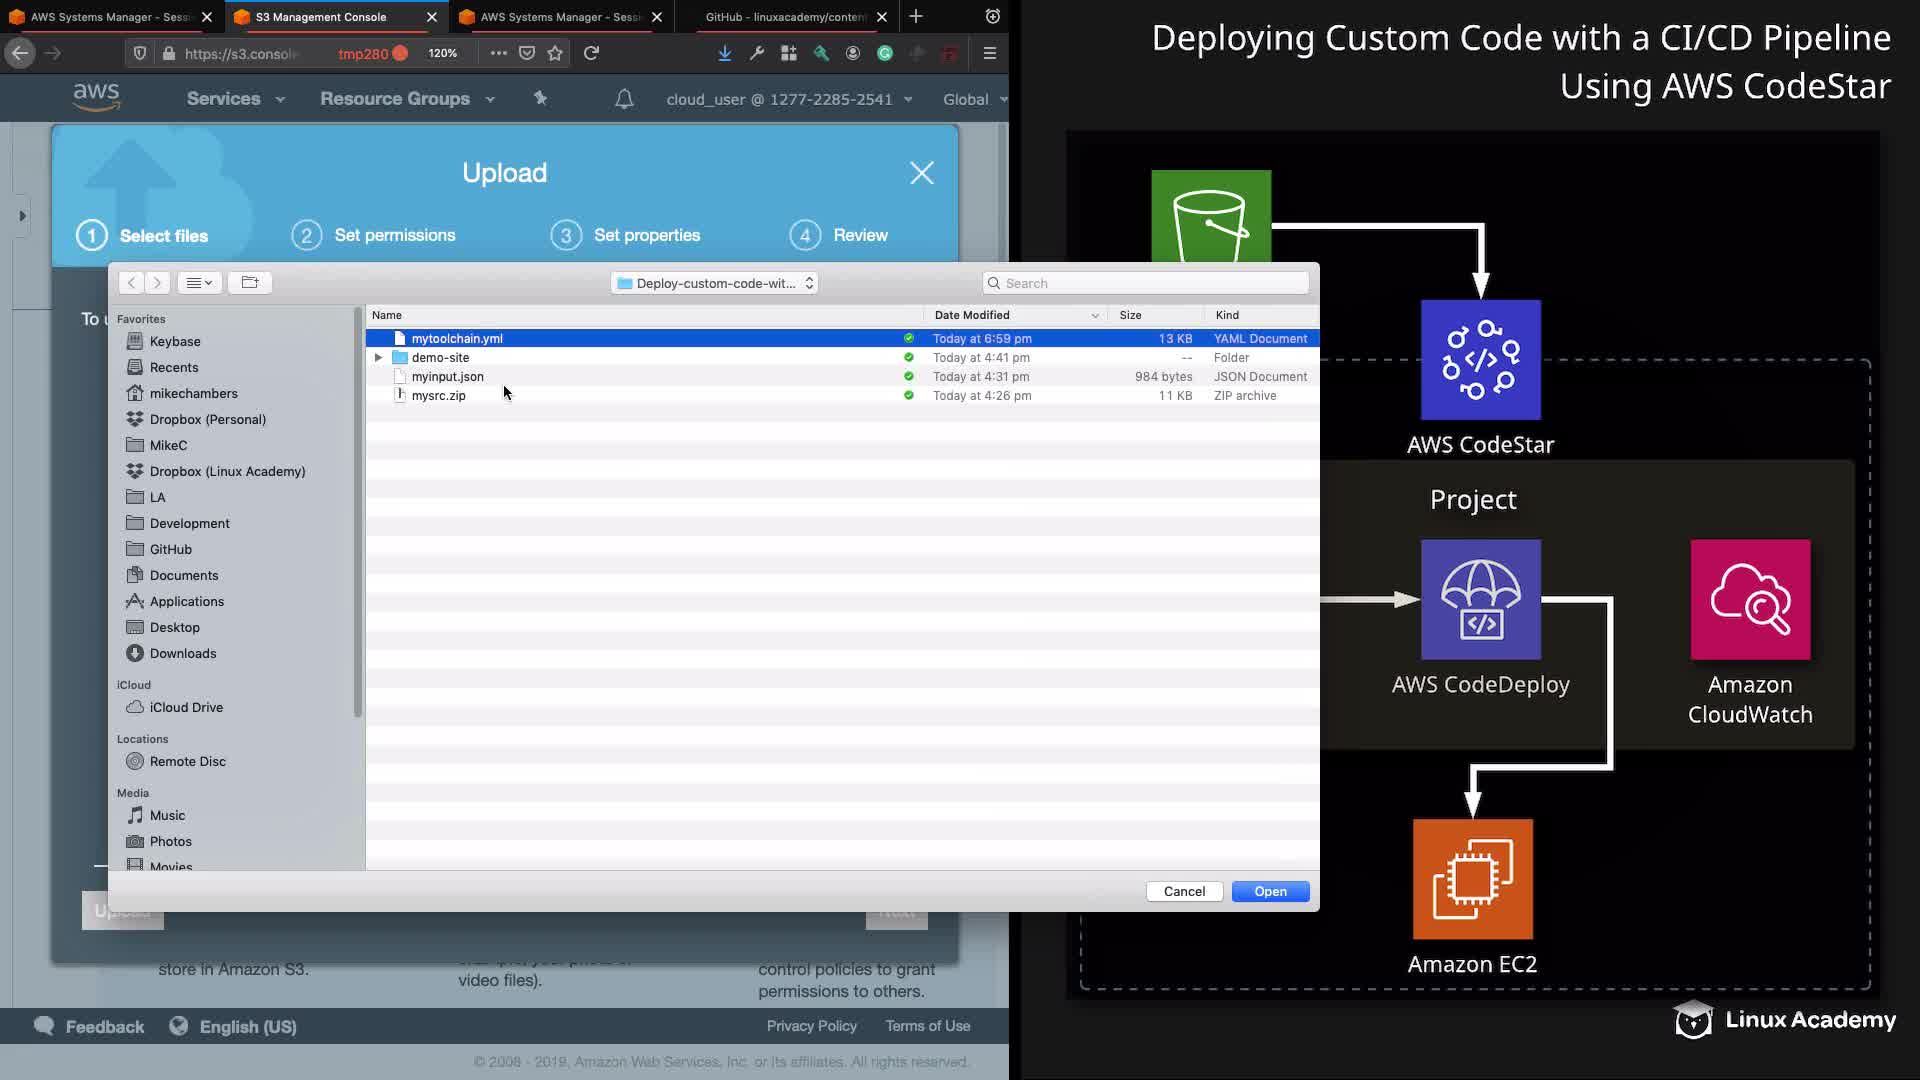 AWS Systems Manager - Sessi
S3 Management Console
AWS Systems Manager - Sessi
GitHub - linuxacademy/content
https://s3.console
tmp280
120%
aws
Services
Resource Groups
cloud_user @ 1277-2285-2541
Global
Upload
1 Select files
2 Set permissions
3 Set properties
4 Review
To u
Deploy-custom-code-wit...
Search
Favorites
Keybase
Recents
mikechambers
Dropbox (Personal)
MikeC
Dropbox (Linux Academy)
LA
Development
GitHub
Documents
Applications
Desktop
Downloads
iCloud
iCloud Drive
Locations
Remote Disc
Media
Music
Photos
Movies
Name Date Modified Size Kind
mytoolchain.yml Today at 6:59 pm 13 KB YAML Document
demo-site Today at 4:41 pm -- Folder
myinput.json Today at 4:31 pm 984 bytes JSON Document
mysrc.zip Today at 4:26 pm 11 KB ZIP archive
Cancel
Open
Upload
Next
store in Amazon S3.
video files).
control policies to grant
permissions to others.
Feedback
English (US)
Privacy Policy
Terms of Use
© 2008 - 2019, Amazon Web Services, Inc. or its affiliates. All rights reserved.
Deploying Custom Code with a CI/CD Pipeline
Using AWS CodeStar
AWS CodeStar
Project
AWS CodeDeploy
Amazon
CloudWatch
Amazon EC2
Linux Academy